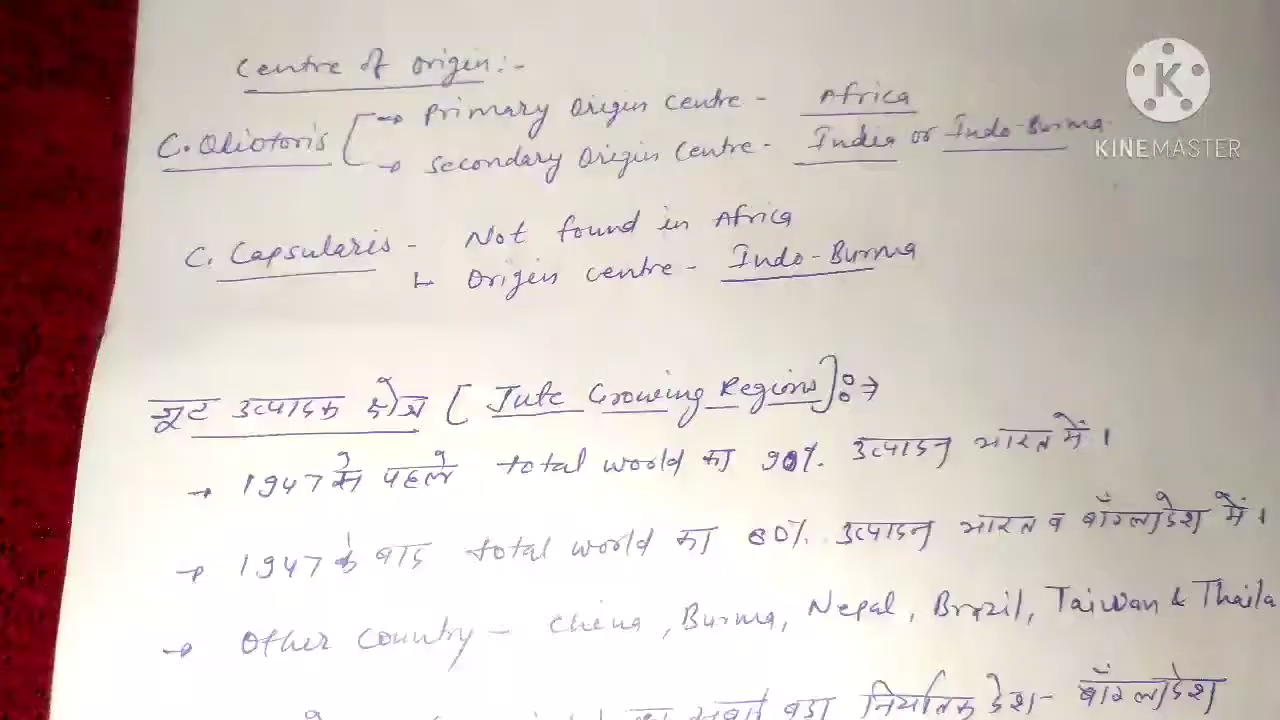 Centre of Origin:-
C. Oliotoris → Primary Origin Centre - Africa
→ Secondary Origin Centre - India or Indo-Burma
K
KINEMASTER
C. Capsularis - Not found in Africa
↳ Origin centre - Indo-Burma
जूट उत्पादक क्षेत्र [ Jute Growing Regions ]:→
→ 1947 से पहले total world का 90%. उत्पादन भारत में।
→ 1947 के बाद total world का 80%. उत्पादन भारत व बाँग्लादेश में।
→ Other Country - China, Burma, Nepal, Brazil, Taiwan & Thaila
का सबसे बड़ा निर्यातक देश - बाँग्लादेश